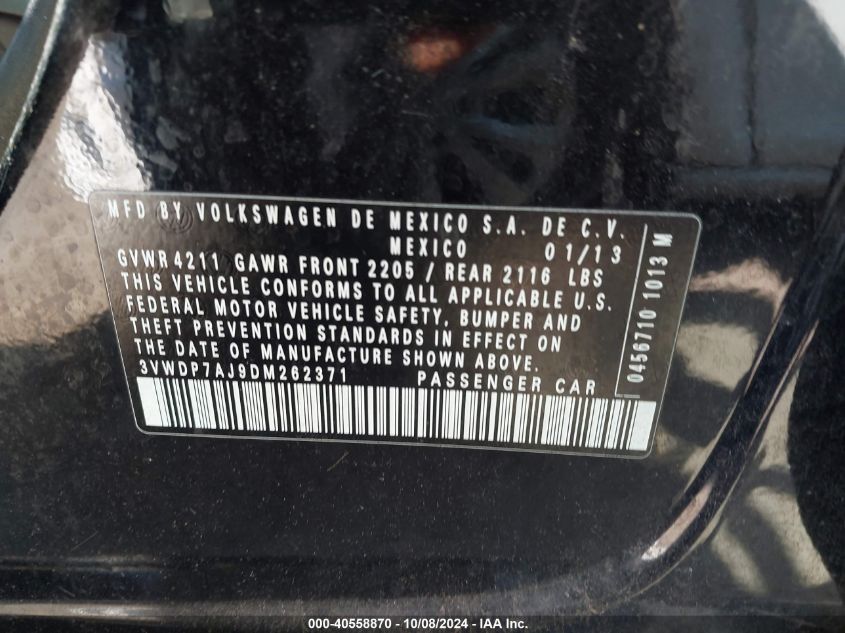 MFD BY VOLKSWAGEN DE MEXICO S.A. DE C.V.
MEXICO 01/13
GVWR 4211 GAWR FRONT 2205 / REAR 2116 LBS
THIS VEHICLE CONFORMS TO ALL APPLICABLE U.S.
FEDERAL MOTOR VEHICLE SAFETY, BUMPER AND
THEFT PREVENTION STANDARDS IN EFFECT ON
THE DATE OF MANUFACTURE SHOWN ABOVE.
3VWDP7AJ9DM262371 PASSENGER CAR
0456710 1013 M
000-40558870 - 10/08/2024 - IAA Inc.